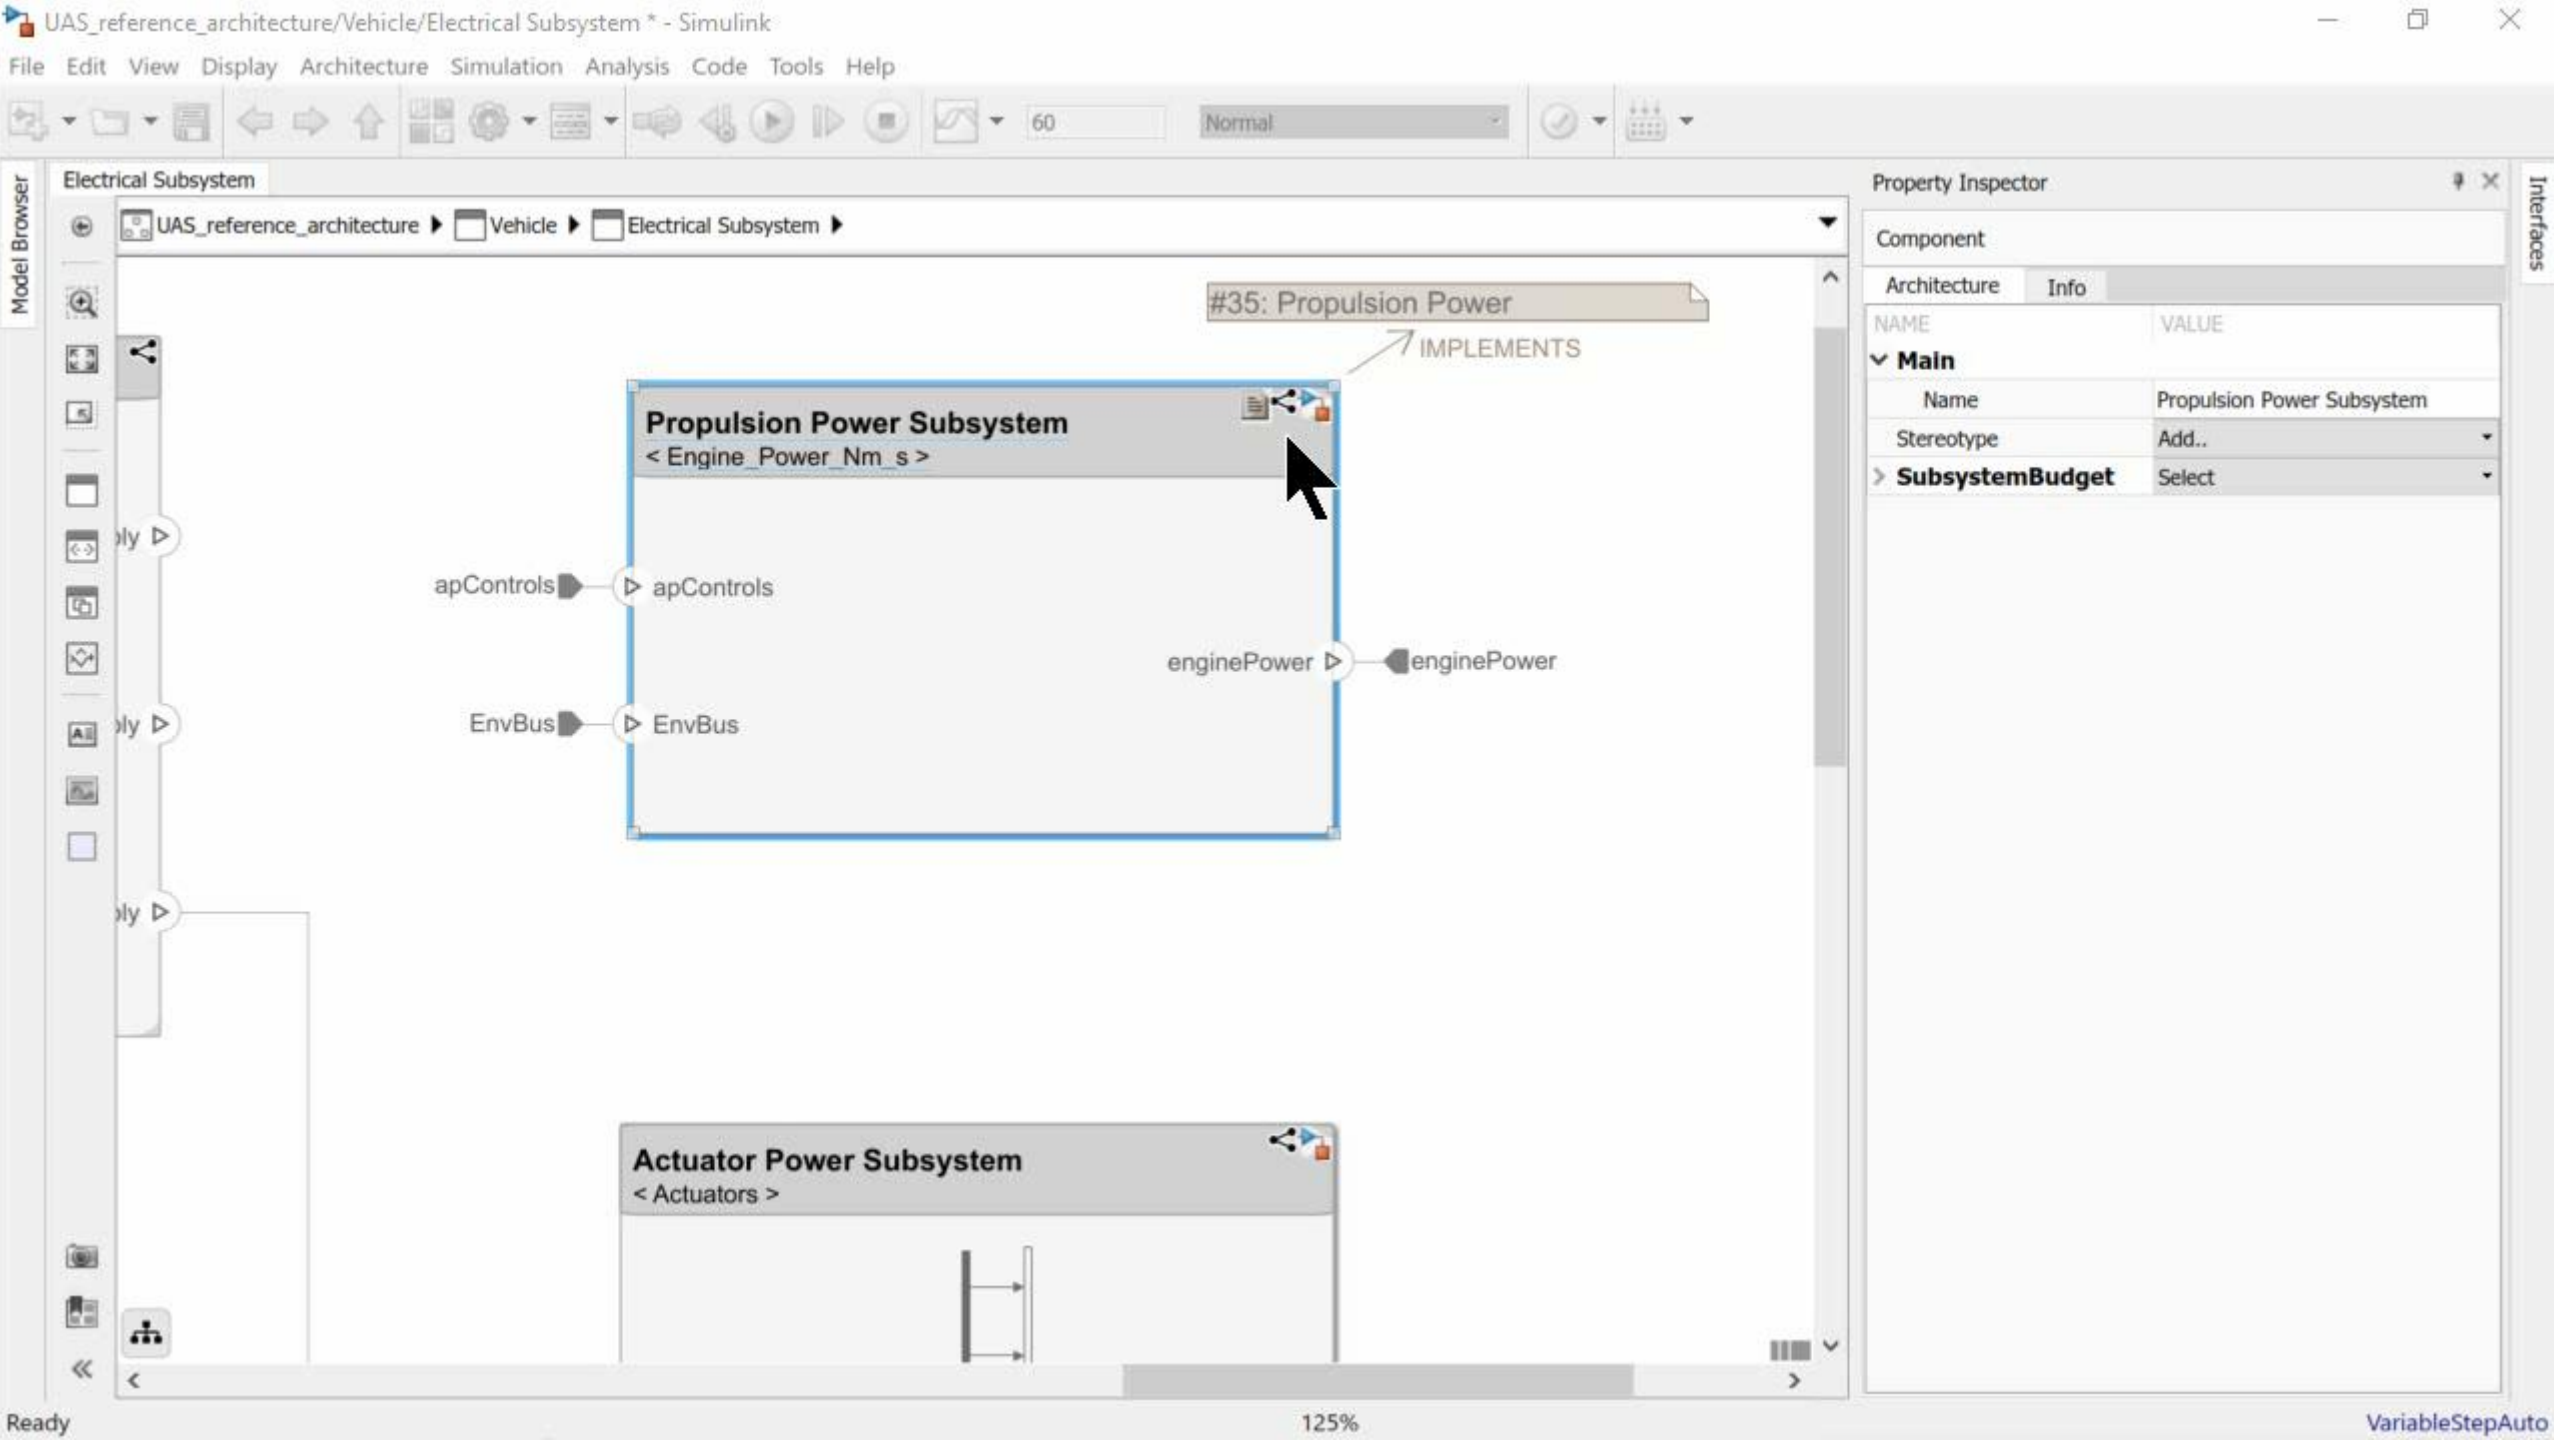 UAS_reference_architecture/Vehicle/Electrical Subsystem * - Simulink
File Edit View Display Architecture Simulation Analysis Code Tools Help
60
Normal
Model Browser
Electrical Subsystem
UAS_reference_architecture Vehicle Electrical Subsystem
#35: Propulsion Power
IMPLEMENTS
Propulsion Power Subsystem
< Engine_Power_Nm_s >
apControls apControls
enginePower enginePower
EnvBus EnvBus
Actuator Power Subsystem
< Actuators >
Property Inspector
Component
Architecture Info
NAME VALUE
Main
Name Propulsion Power Subsystem
Stereotype Add..
SubsystemBudget Select
Interfaces
Ready
125%
VariableStepAuto